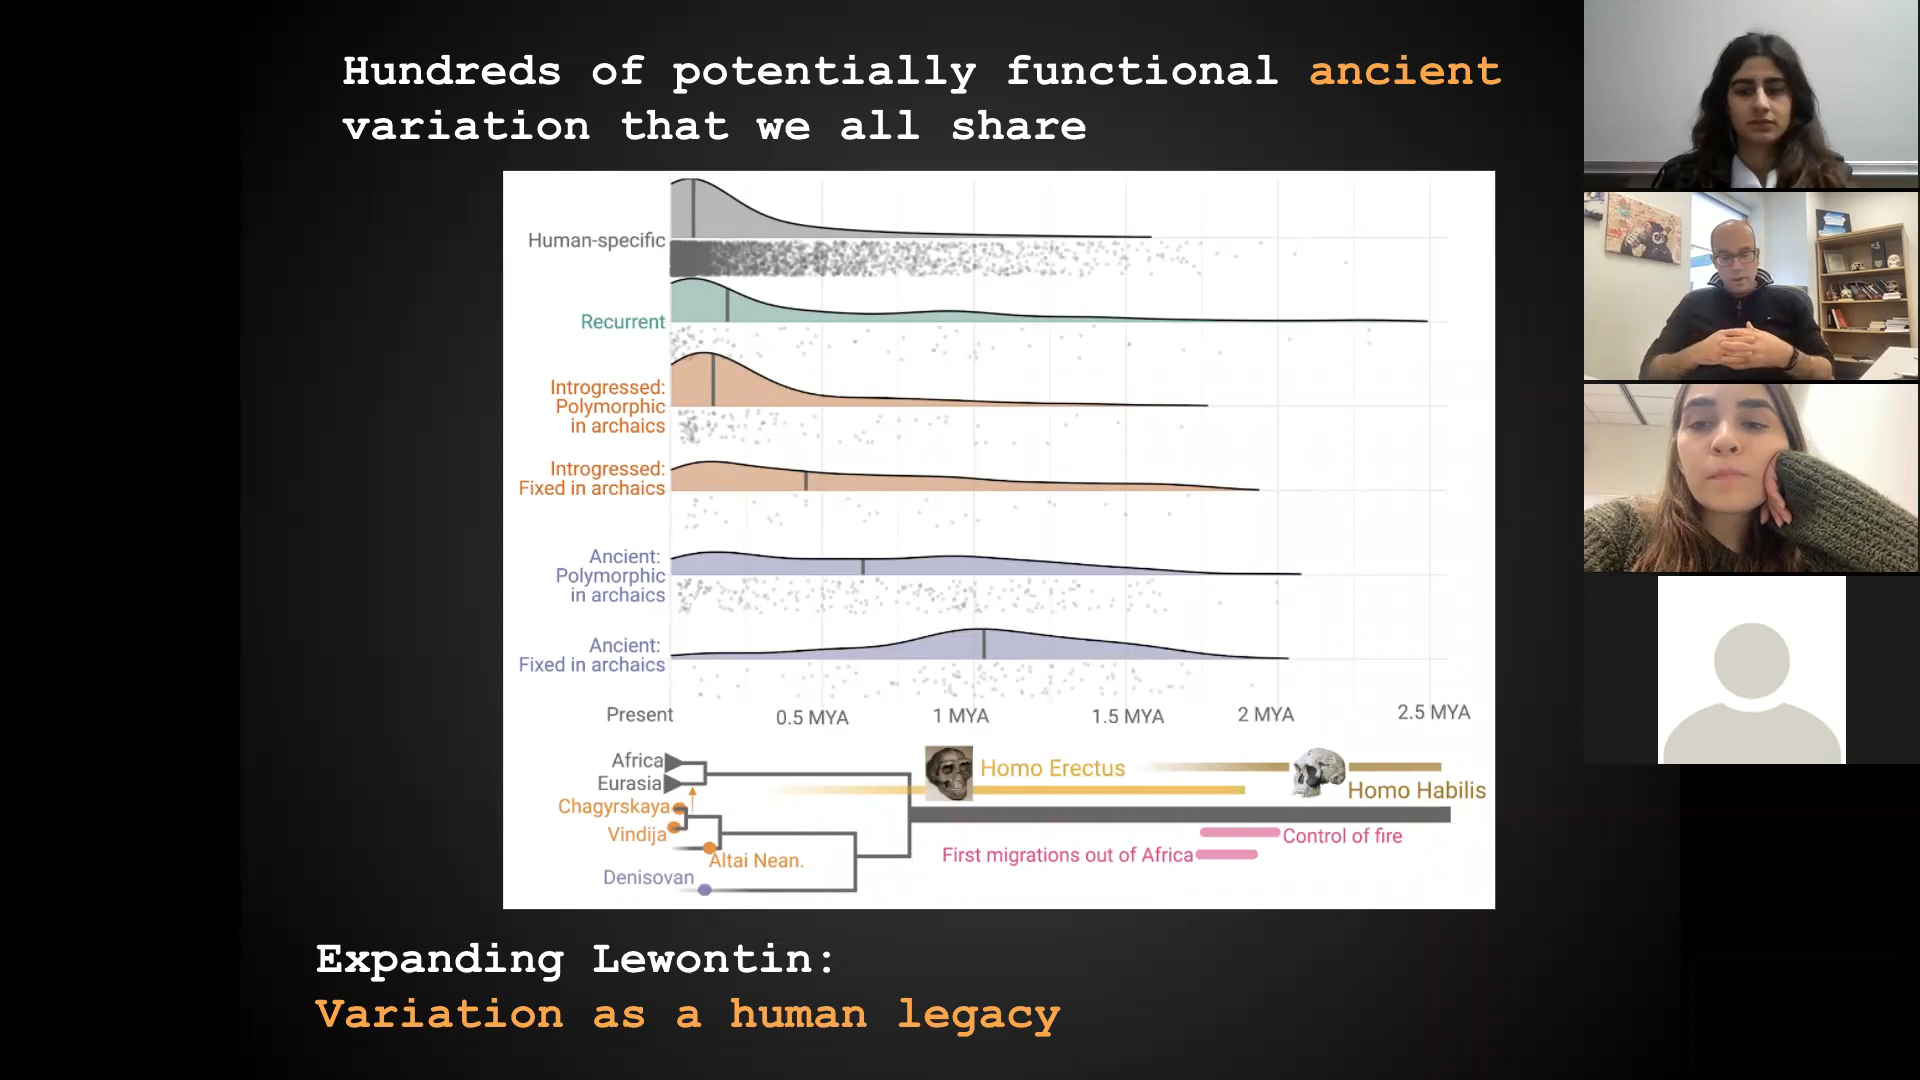 Hundreds of potentially functional ancient
variation that we all share
Human-specific
Recurrent
Introgressed:
Polymorphic
in archaics
Introgressed:
Fixed in archaics
Ancient:
Polymorphic
in archaics
Ancient:
Fixed in archaics
Present
0.5 MYA
1 MYA
1.5 MYA
2 MYA
2.5 MYA
Africa
Eurasia
Chagyrskaya
Vindija
Altai Nean.
Denisovan
Homo Erectus
Homo Habilis
Control of fire
First migrations out of Africa
Expanding Lewontin:
Variation as a human legacy